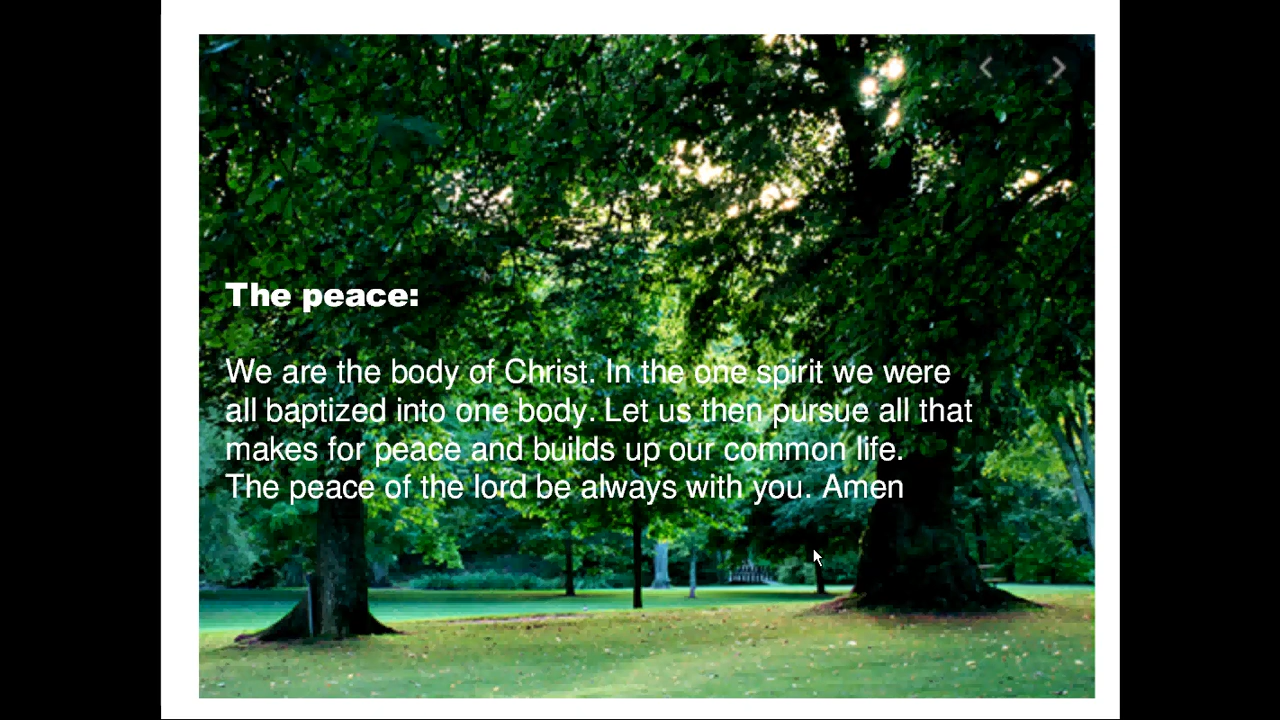 The peace:
We are the body of Christ. In the one spirit we were
all baptized into one body. Let us then pursue all that
makes for peace and builds up our common life.
The peace of the lord be always with you. Amen